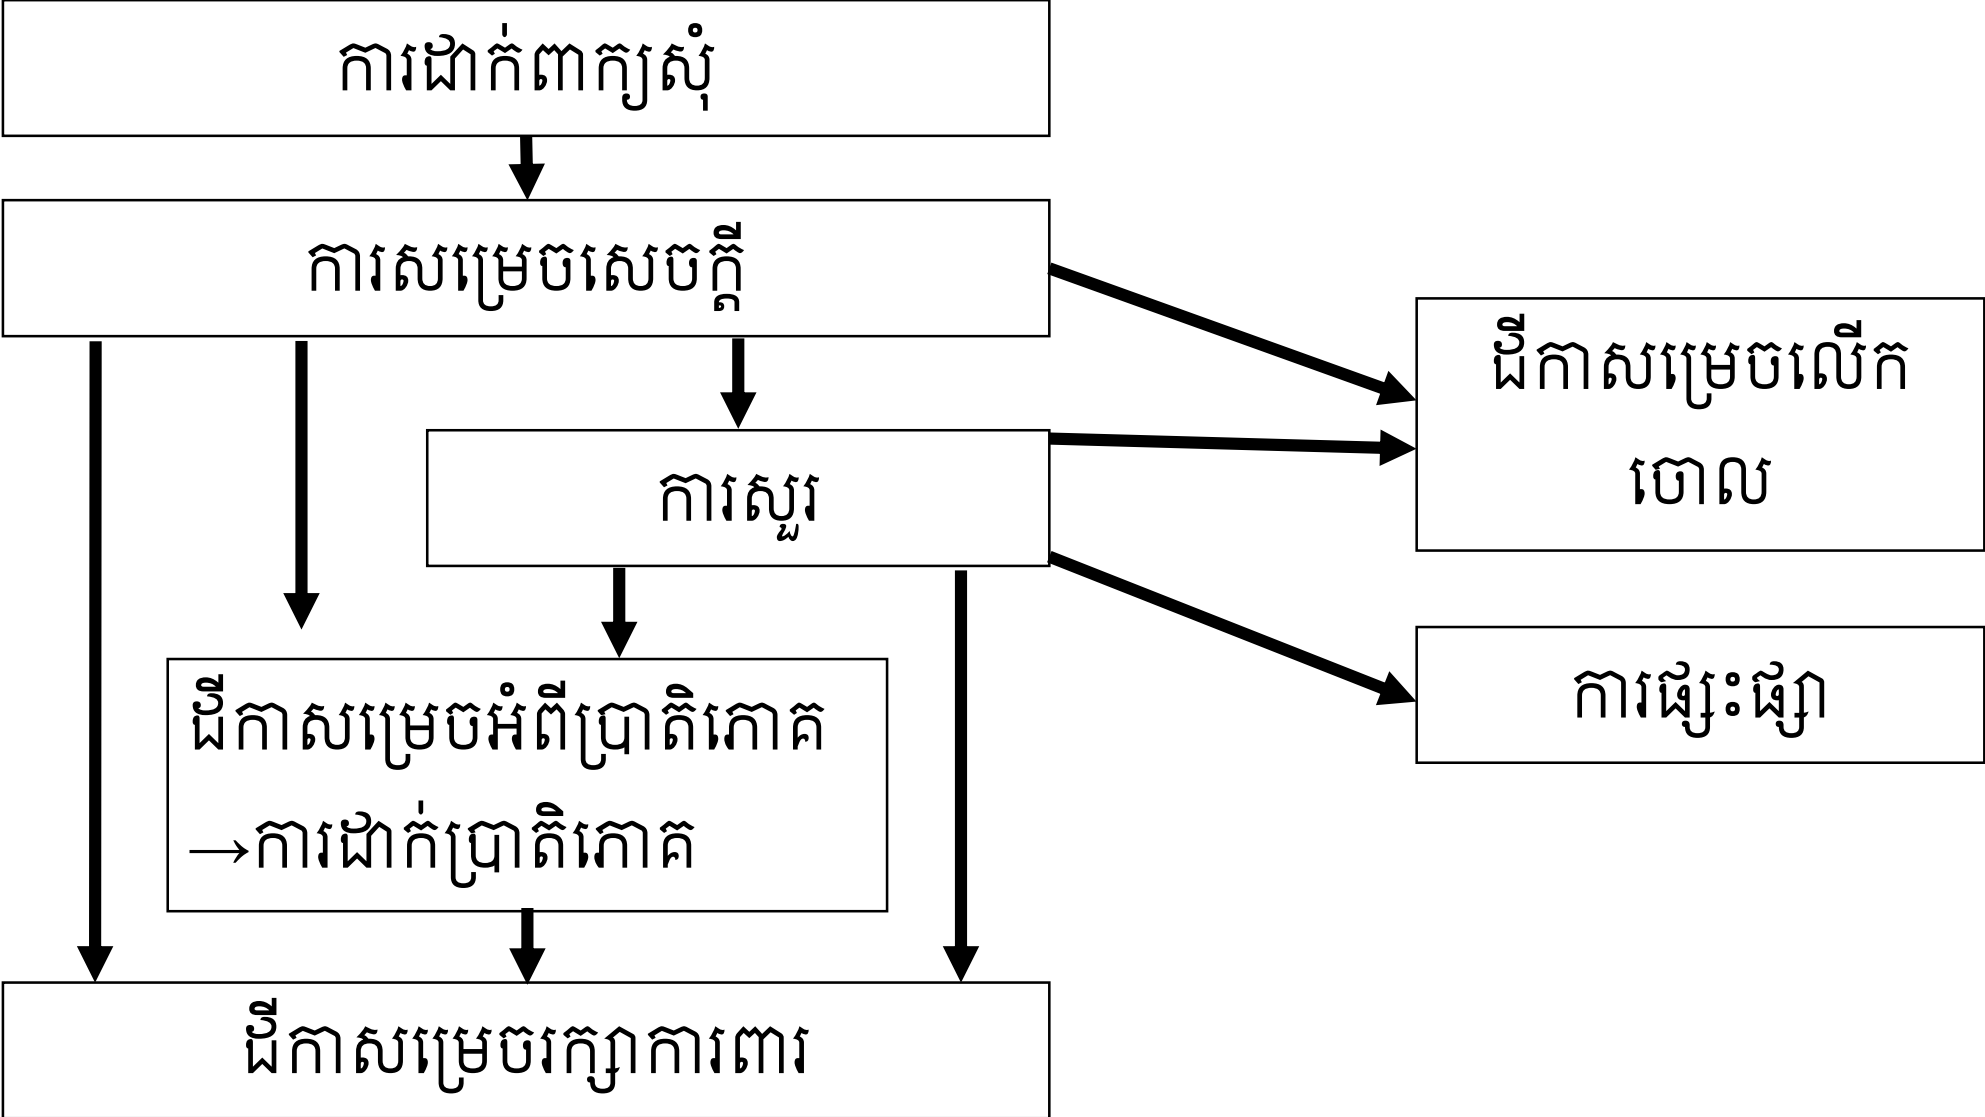 ការដាក់ពាក្យសុំ
ការសម្រេចសេចក្តី
ដីកាសម្រេចលើក
ចោល
ការសួរ
ការផ្សះផ្សា
ដីកាសម្រេចអំពីប្រាតិភោគ
→ការដាក់ប្រាតិភោគ
ដីកាសម្រេចរក្សាការពារ